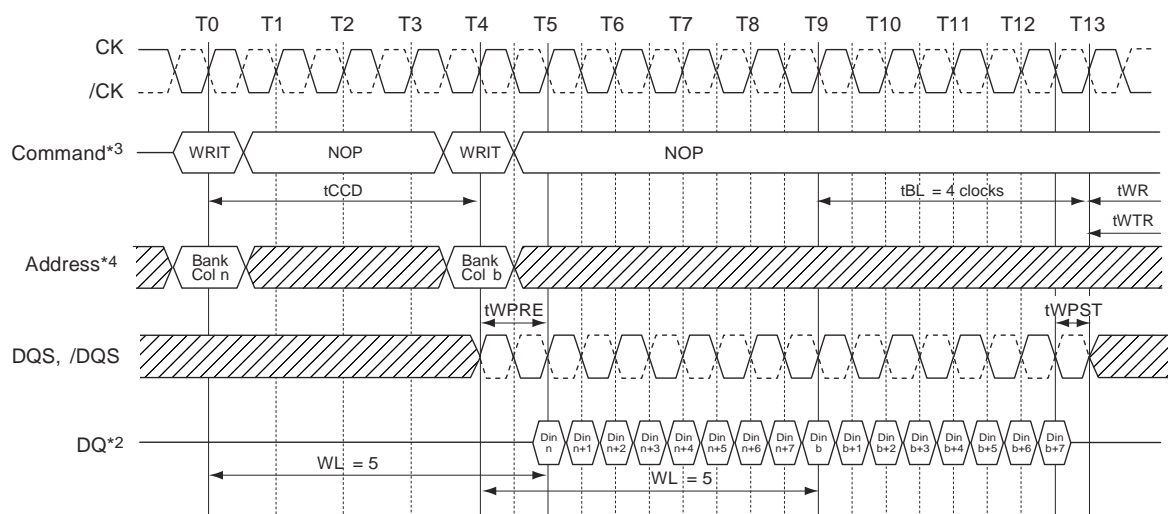 T0 T1 T2 T3 T4 T5 T6 T7 T8 T9 T10 T11 T12 T13
CK
/CK
Command*3 WRIT NOP WRIT NOP
tCCD tBL = 4 clocks tWR
tWTR
Address*4 Bank Col n Bank Col b
tWPRE tWPST
DQS, /DQS
DQ*2 Din n Din n+1 Din n+2 Din n+3 Din n+4 Din n+5 Din n+6 Din n+7 Din b Din b+1 Din b+2 Din b+3 Din b+4 Din b+5 Din b+6 Din b+7
WL = 5
WL = 5